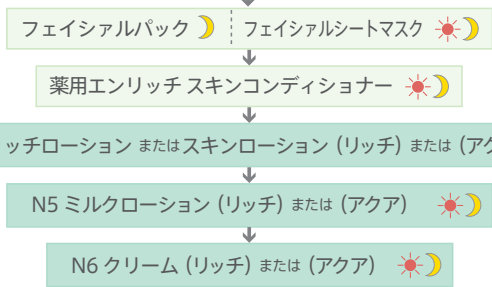 フェイシャルパック フェイシャルシートマスク
薬用エンリッチ スキンコンディショナー
ッチローション またはスキンローション (リッチ) または (アク
N5 ミルクローション (リッチ) または (アクア)
N6 クリーム (リッチ) または (アクア)